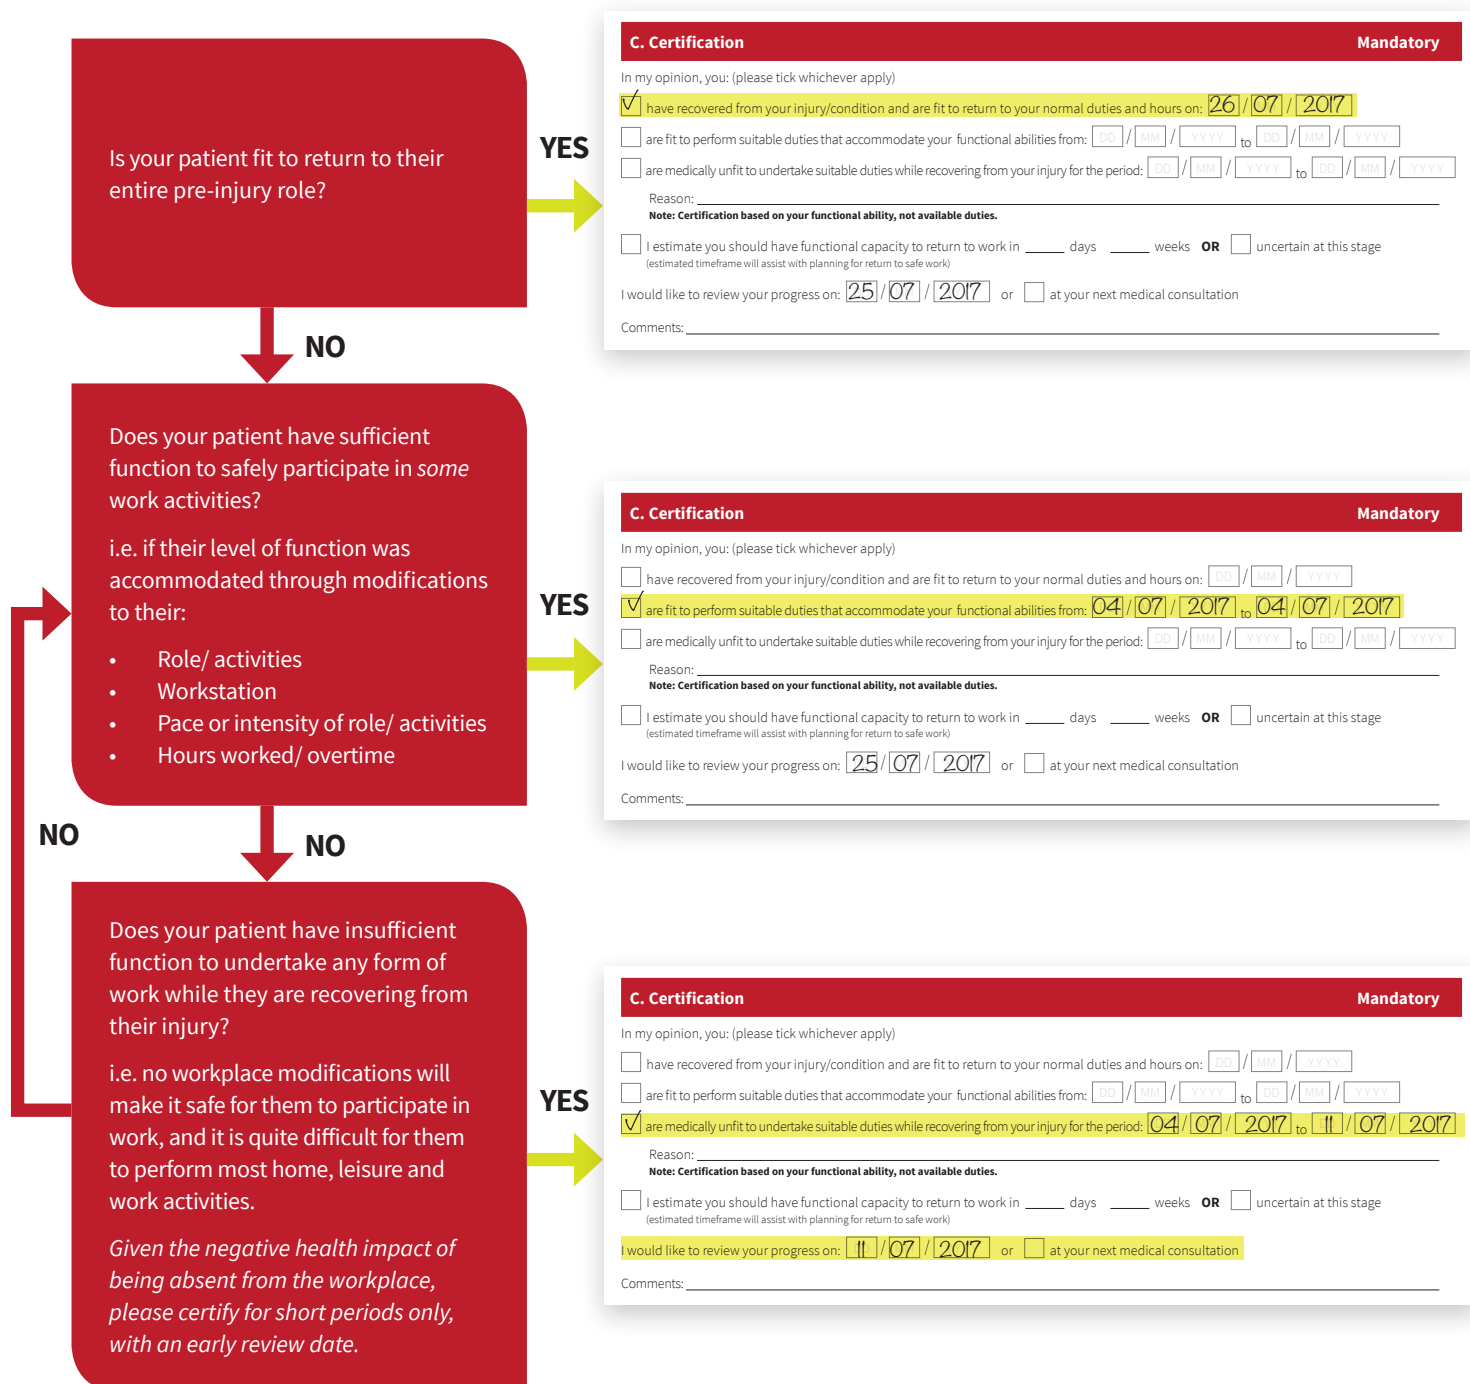 Is your patient fit to return to their
entire pre-injury role?
YES
C. Certification Mandatory
In my opinion, you: (please tick whichever apply)
have recovered from your injury/condition and are fit to return to your normal duties and hours on: 26 / 07 / 2017
are fit to perform suitable duties that accommodate your functional abilities from: DD / MM / YYYY to DD / MM / YYYY
are medically unfit to undertake suitable duties while recovering from your injury for the period: DD / MM / YYYY to DD / MM / YYYY
Reason:
Note: Certification based on your functional ability, not available duties.
I estimate you should have functional capacity to return to work in days weeks OR uncertain at this stage
(estimated timeframe will assist with planning for return to safe work)
I would like to review your progress on: 25 / 07 / 2017 or at your next medical consultation
Comments:
NO
Does your patient have sufficient
function to safely participate in some
work activities?
i.e. if their level of function was
accommodated through modifications
to their:
• Role/ activities
• Workstation
• Pace or intensity of role/ activities
• Hours worked/ overtime
YES
C. Certification Mandatory
In my opinion, you: (please tick whichever apply)
have recovered from your injury/condition and are fit to return to your normal duties and hours on: DD / MM / YYYY
are fit to perform suitable duties that accommodate your functional abilities from: 04 / 07 / 2017 to 04 / 07 / 2017
are medically unfit to undertake suitable duties while recovering from your injury for the period: DD / MM / YYYY to DD / MM / YYYY
Reason:
Note: Certification based on your functional ability, not available duties.
I estimate you should have functional capacity to return to work in days weeks OR uncertain at this stage
(estimated timeframe will assist with planning for return to safe work)
I would like to review your progress on: 25 / 07 / 2017 or at your next medical consultation
Comments:
NO
NO
Does your patient have insufficient
function to undertake any form of
work while they are recovering from
their injury?
i.e. no workplace modifications will
make it safe for them to participate in
work, and it is quite difficult for them
to perform most home, leisure and
work activities.
Given the negative health impact of
being absent from the workplace,
please certify for short periods only,
with an early review date.
YES
C. Certification Mandatory
In my opinion, you: (please tick whichever apply)
have recovered from your injury/condition and are fit to return to your normal duties and hours on: DD / MM / YYYY
are fit to perform suitable duties that accommodate your functional abilities from: DD / MM / YYYY to DD / MM / YYYY
are medically unfit to undertake suitable duties while recovering from your injury for the period: 04 / 07 / 2017 to 11 / 07 / 2017
Reason:
Note: Certification based on your functional ability, not available duties.
I estimate you should have functional capacity to return to work in days weeks OR uncertain at this stage
(estimated timeframe will assist with planning for return to safe work)
I would like to review your progress on: 11 / 07 / 2017 or at your next medical consultation
Comments: